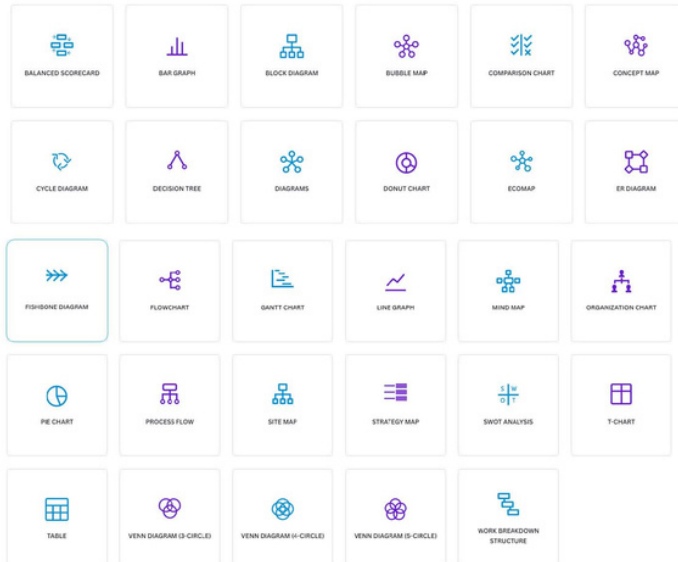 BALANCED SCORECARD
BAR GRAPH
BLOCK DIAGRAM
BUBBLE MAP
COMPARISON CHART
CONCEPT MAP
CYCLE DIAGRAM
DECISION TREE
DIAGRAMS
DONUT CHART
ECOMAP
ER DIAGRAM
FISHBONE DIAGRAM
FLOWCHART
GANTT CHART
LINE GRAPH
MIND MAP
ORGANIZATION CHART
PIE CHART
PROCESS FLOW
SITE MAP
STRATEGY MAP
S W
O T
SWOT ANALYSIS
T-CHART
TABLE
VENN DIAGRAM (3-CIRCLE)
VENN DIAGRAM (4-CIRCLE)
VENN DIAGRAM (5-CIRCLE)
WORK BREAKDOWN
STRUCTURE